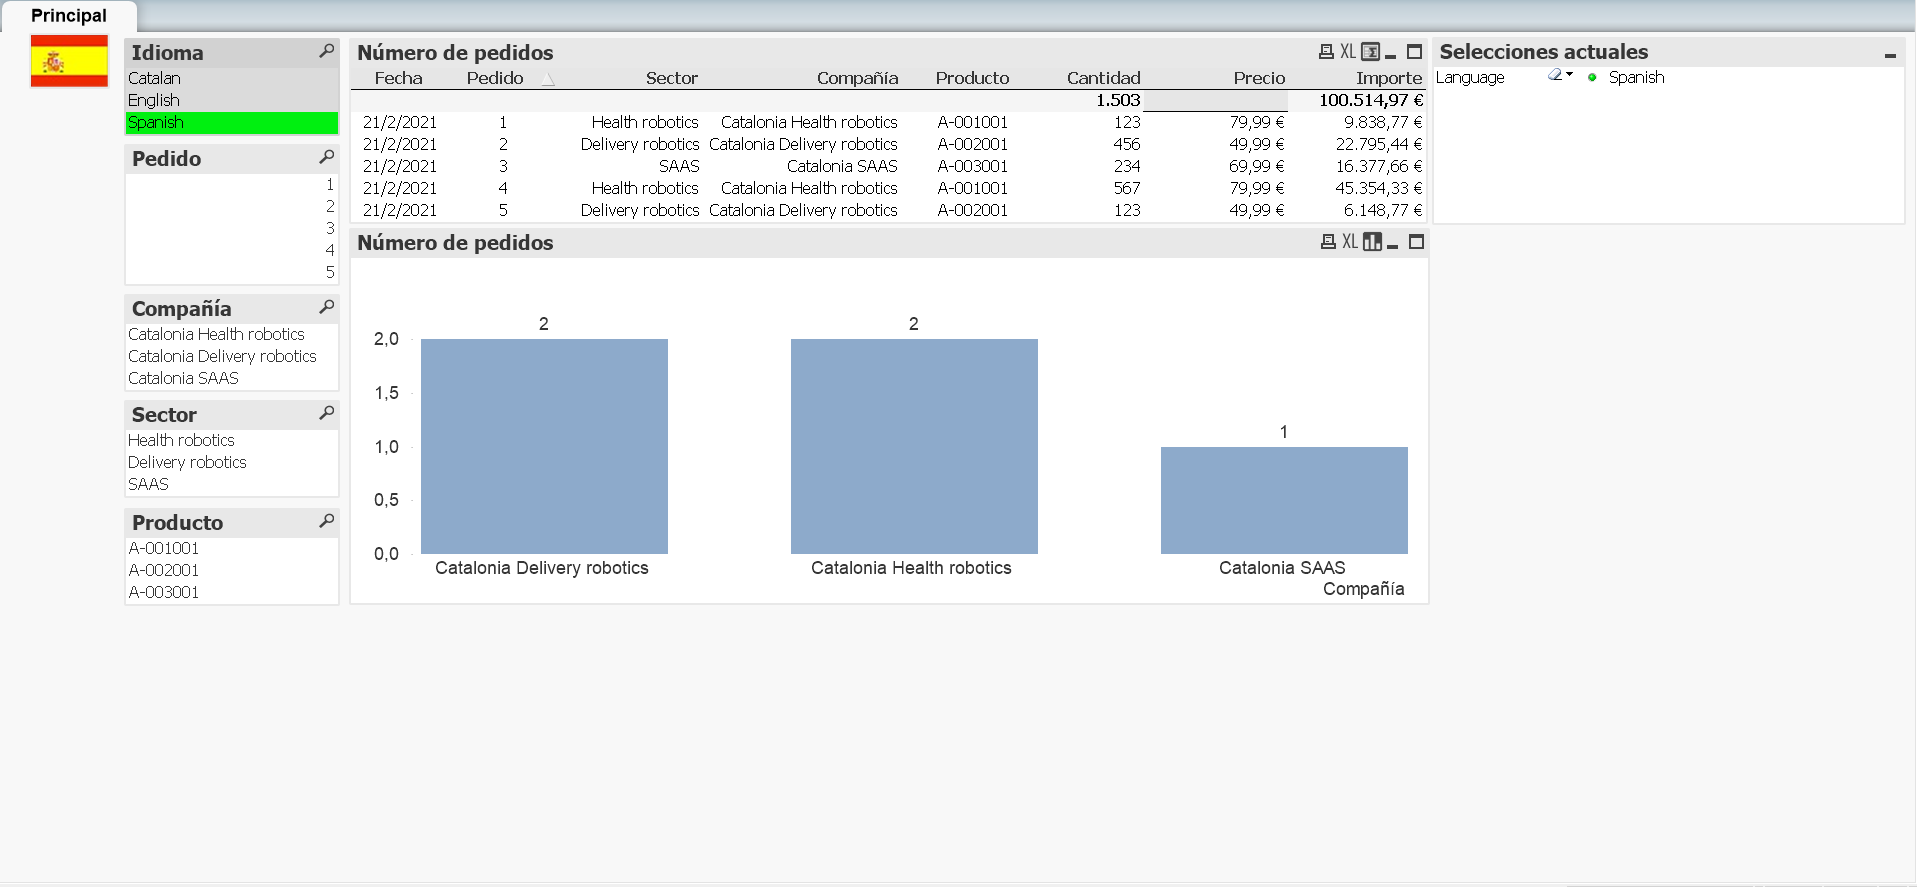 Principal
Idioma
Catalan
English
Spanish
Pedido
1
2
3
4
5
Compañía
Catalonia Health robotics
Catalonia Delivery robotics
Catalonia SAAS
Sector
Health robotics
Delivery robotics
SAAS
Producto
A-001001
A-002001
A-003001
Número de pedidos XL
Fecha Pedido Sector Compañía Producto Cantidad Precio Importe
1.503 100.514,97 €
21/2/2021 1 Health robotics Catalonia Health robotics A-001001 123 79,99 € 9.838,77 €
21/2/2021 2 Delivery robotics Catalonia Delivery robotics A-002001 456 49,99 € 22.795,44 €
21/2/2021 3 SAAS Catalonia SAAS A-003001 234 69,99 € 16.377,66 €
21/2/2021 4 Health robotics Catalonia Health robotics A-001001 567 79,99 € 45.354,33 €
21/2/2021 5 Delivery robotics Catalonia Delivery robotics A-002001 123 49,99 € 6.148,77 €
Número de pedidos XL
2 2
2,0
1,5
1
1,0
0,5
0,0
Catalonia Delivery robotics Catalonia Health robotics Catalonia SAAS
Compañía
Selecciones actuales
Language Spanish